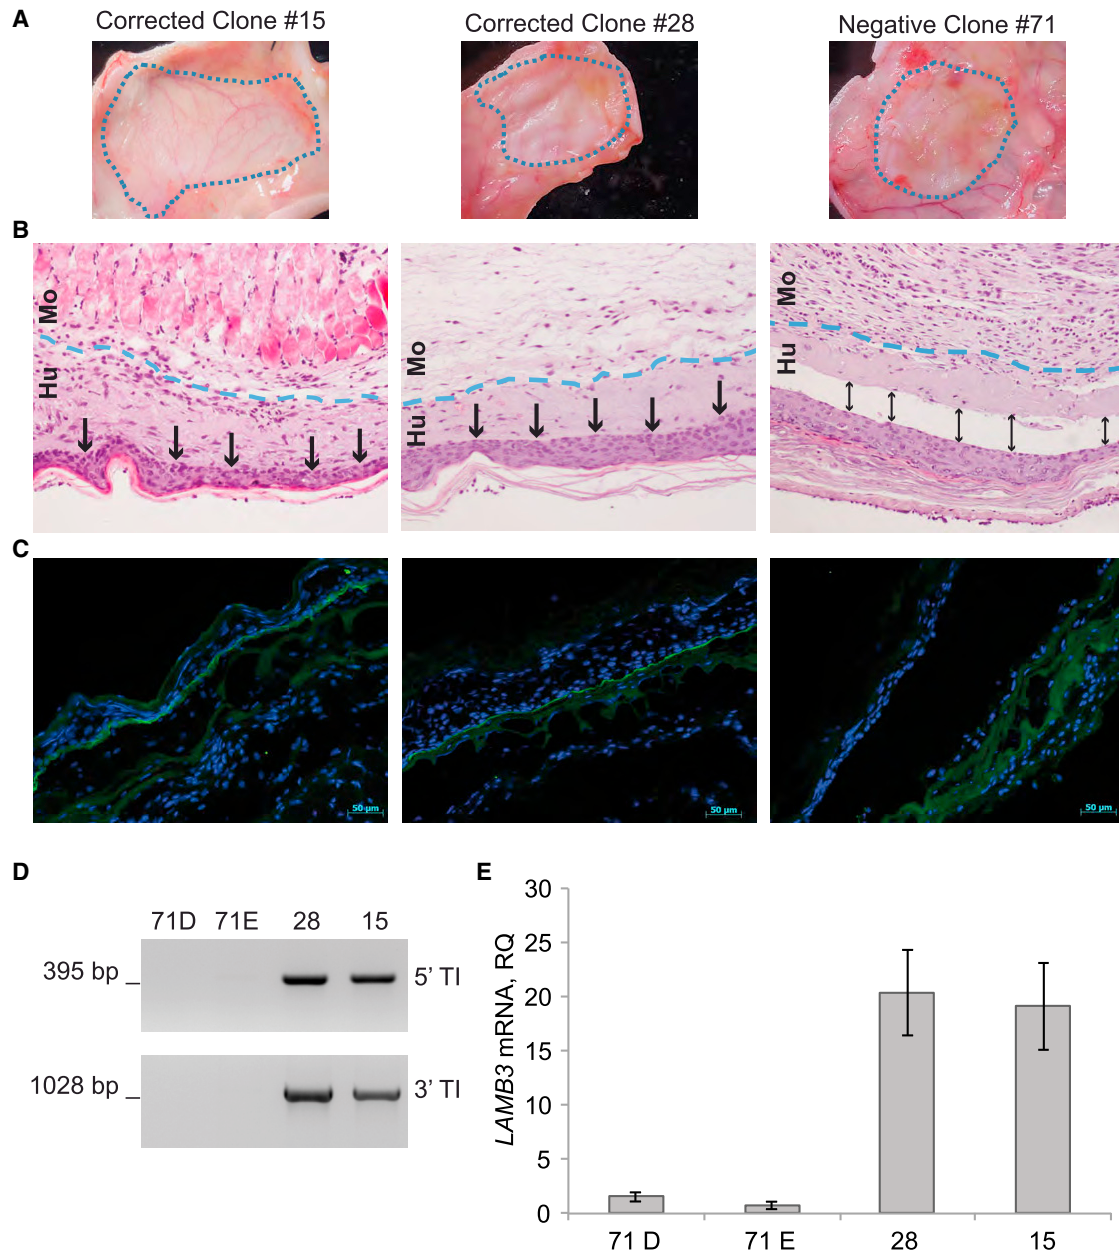 A
Corrected Clone #15
Corrected Clone #28
Negative Clone #71
B
Mo
Hu
Mo
Hu
Mo
Hu
C
50 µm
50 µm
50 µm
D
71D 71E 28 15
395 bp
5’ TI
1028 bp
3’ TI
E
LAMB3 mRNA, RQ
30
25
20
15
10
5
0
71 D 71 E 28 15